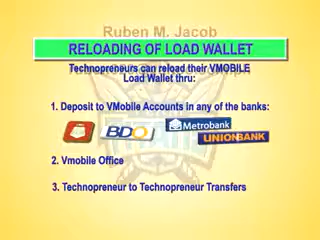 Ruben M. Jacob
RELOADING OF LOAD WALLET
Technopreneurs can reload their VMOBILE
Load Wallet thru:
1. Deposit to VMobile Accounts in any of the banks:
BDO
Metrobank
UNIONBANK
2. Vmobile Office
3. Technopreneur to Technopreneur Transfers